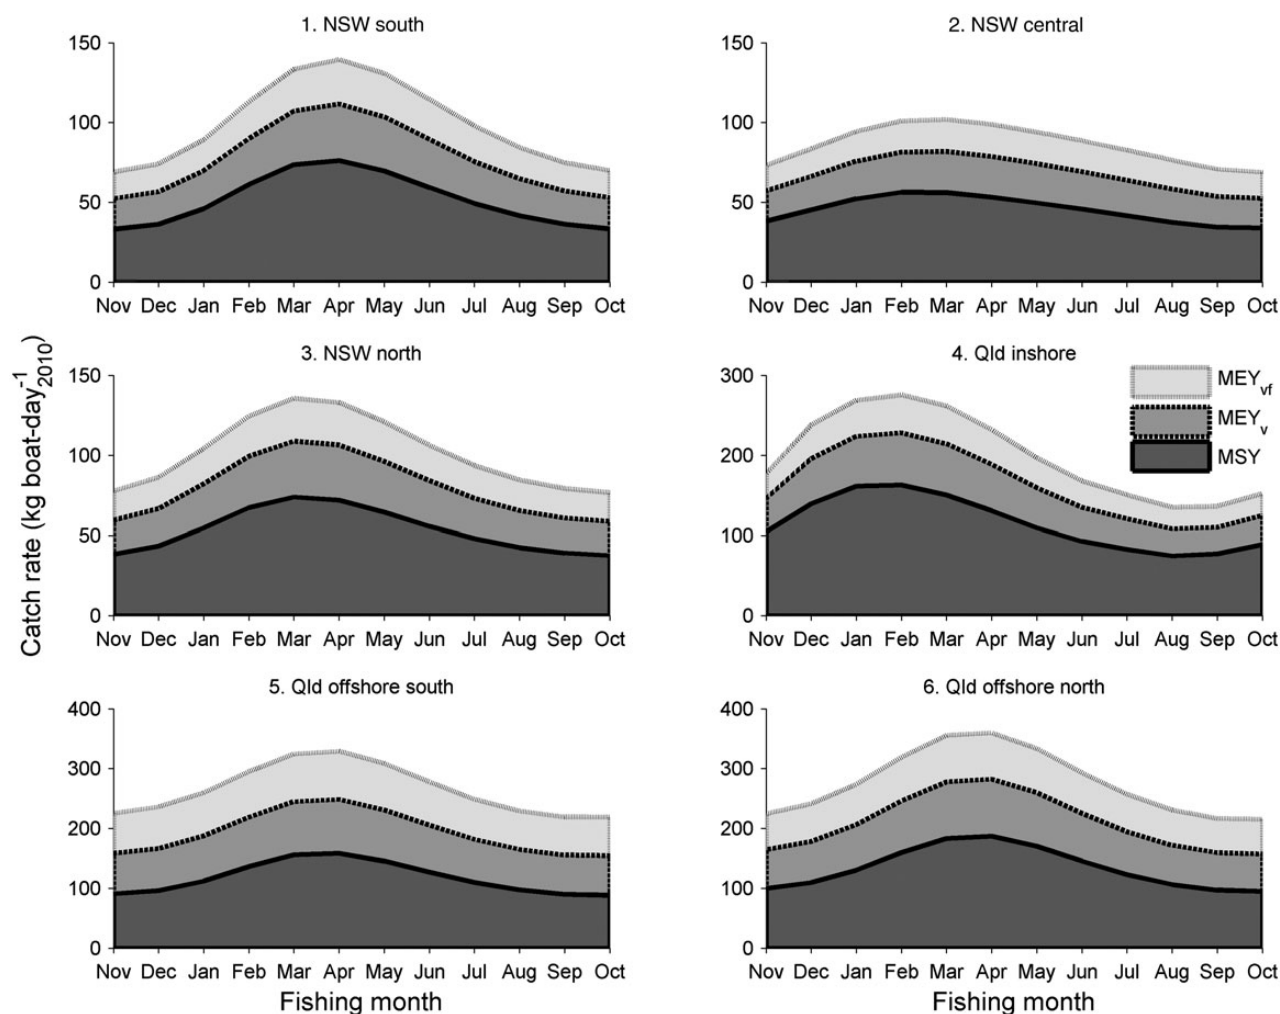 1. NSW south
150
100
50
0
Nov Dec Jan Feb Mar Apr May Jun Jul Aug Sep Oct
2. NSW central
150
100
50
0
Nov Dec Jan Feb Mar Apr May Jun Jul Aug Sep Oct
Catch rate (kg boat-day⁻¹₂₀₁₀)
3. NSW north
150
100
50
0
Nov Dec Jan Feb Mar Apr May Jun Jul Aug Sep Oct
4. Qld inshore
300
200
100
0
Nov Dec Jan Feb Mar Apr May Jun Jul Aug Sep Oct
MEYvf
MEYv
MSY
5. Qld offshore south
400
300
200
100
0
Nov Dec Jan Feb Mar Apr May Jun Jul Aug Sep Oct
Fishing month
6. Qld offshore north
400
300
200
100
0
Nov Dec Jan Feb Mar Apr May Jun Jul Aug Sep Oct
Fishing month